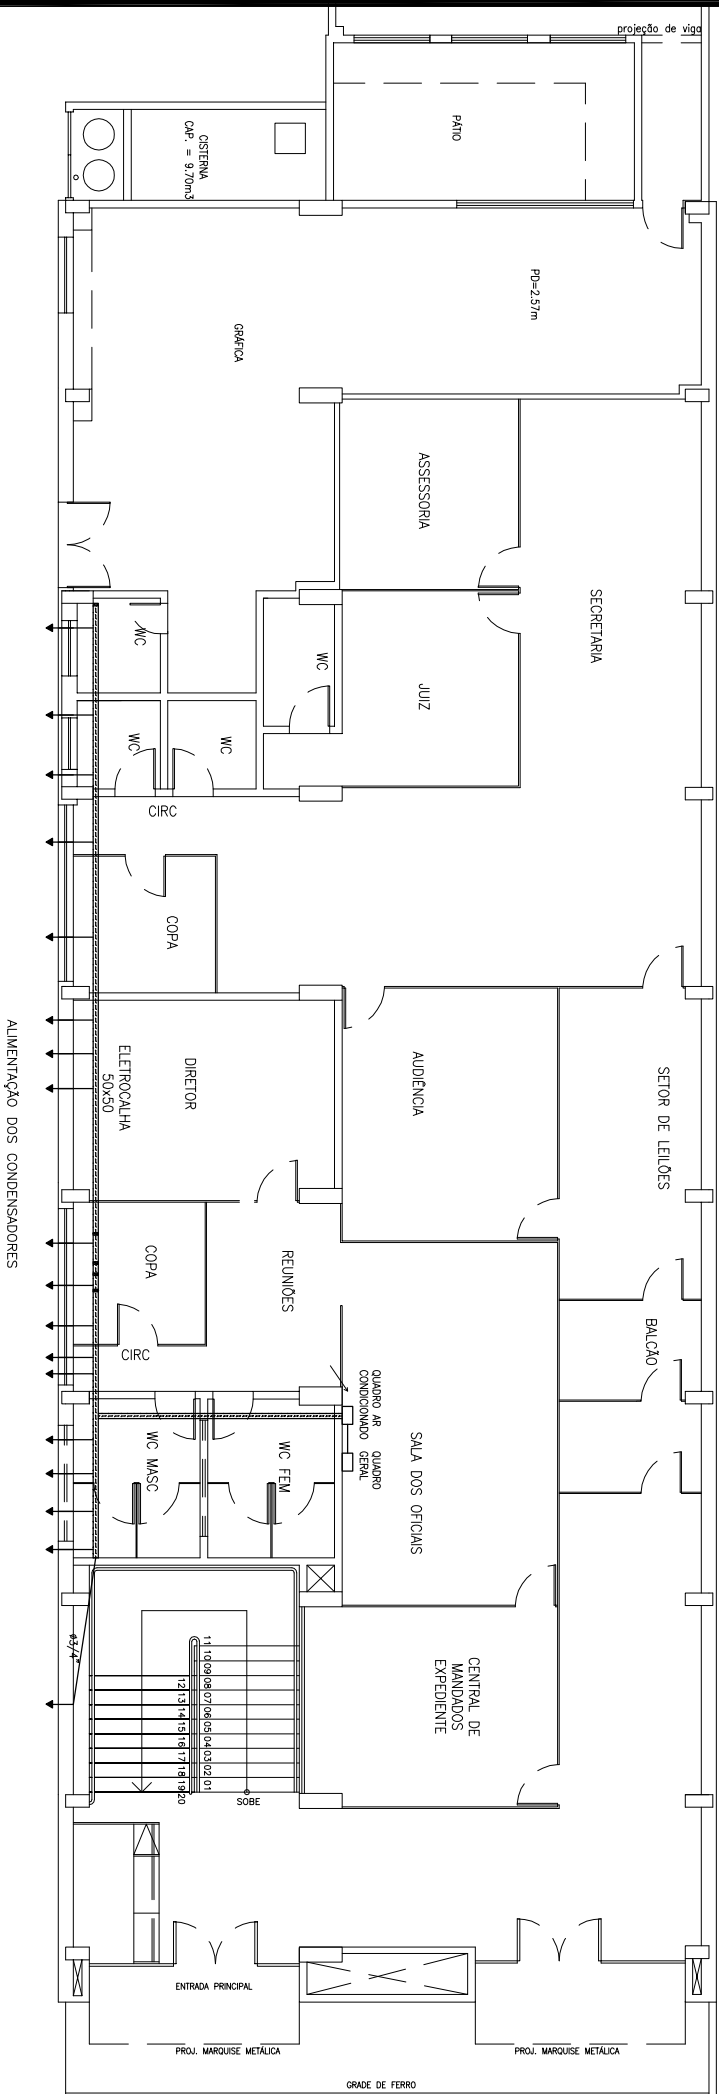 projeção de viga
PÁTIO
CISTERNA
CAP. = 9.70m3
PD=2.57m
GRÁFICA
ASSESSORIA
SECRETARIA
WC
WC
JUIZ
WC
WC
CIRC
COPA
ALIMENTAÇÃO DOS CONDENSADORES
ELETROCALHA
50x50
DIRETOR
AUDIÊNCIA
SETOR DE LEILÕES
COPA
REUNIÕES
BALCÃO
CIRC
QUADRO AR
CONDICIONADO
QUADRO
GERAL
WC MASC
WC FEM
SALA DOS OFICIAIS
ø3/4"
11 10 09 08 07 06 05 04 03 02 01
12 13 14 15 16 17 18 19 20
SOBE
CENTRAL DE
MANDADOS
EXPEDIENTE
ENTRADA PRINCIPAL
PROJ. MARQUISE METÁLICA
PROJ. MARQUISE METÁLICA
GRADE DE FERRO